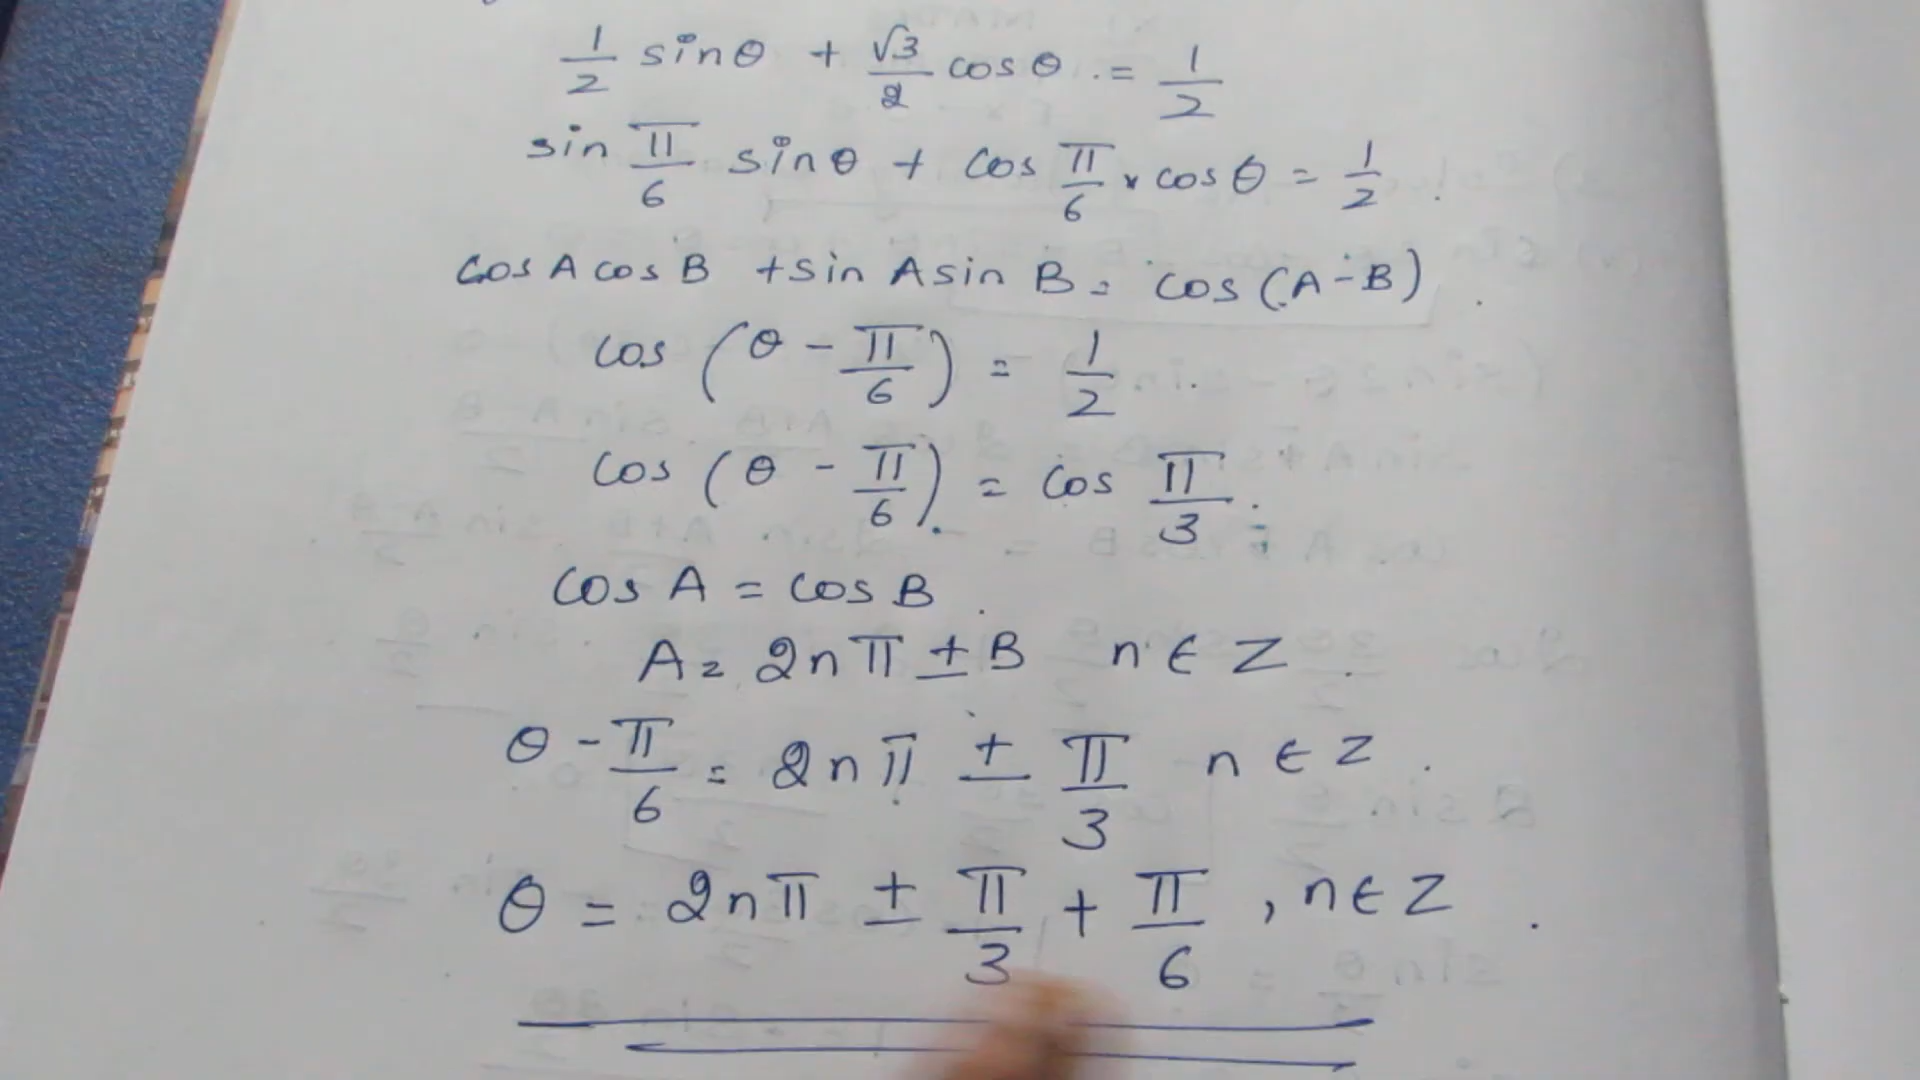 1/2 sinθ + √3/2 cosθ = 1/2
sin π/6 sinθ + cos π/6 × cosθ = 1/2
cos A cos B + sin A sin B = cos (A-B)
cos (θ - π/6) = 1/2
cos (θ - π/6) = cos π/3
cos A = cos B
A = 2nπ ± B n ∈ Z
θ - π/6 = 2nπ ± π/3 n ∈ Z
θ = 2nπ ± π/3 + π/6 , n ∈ Z